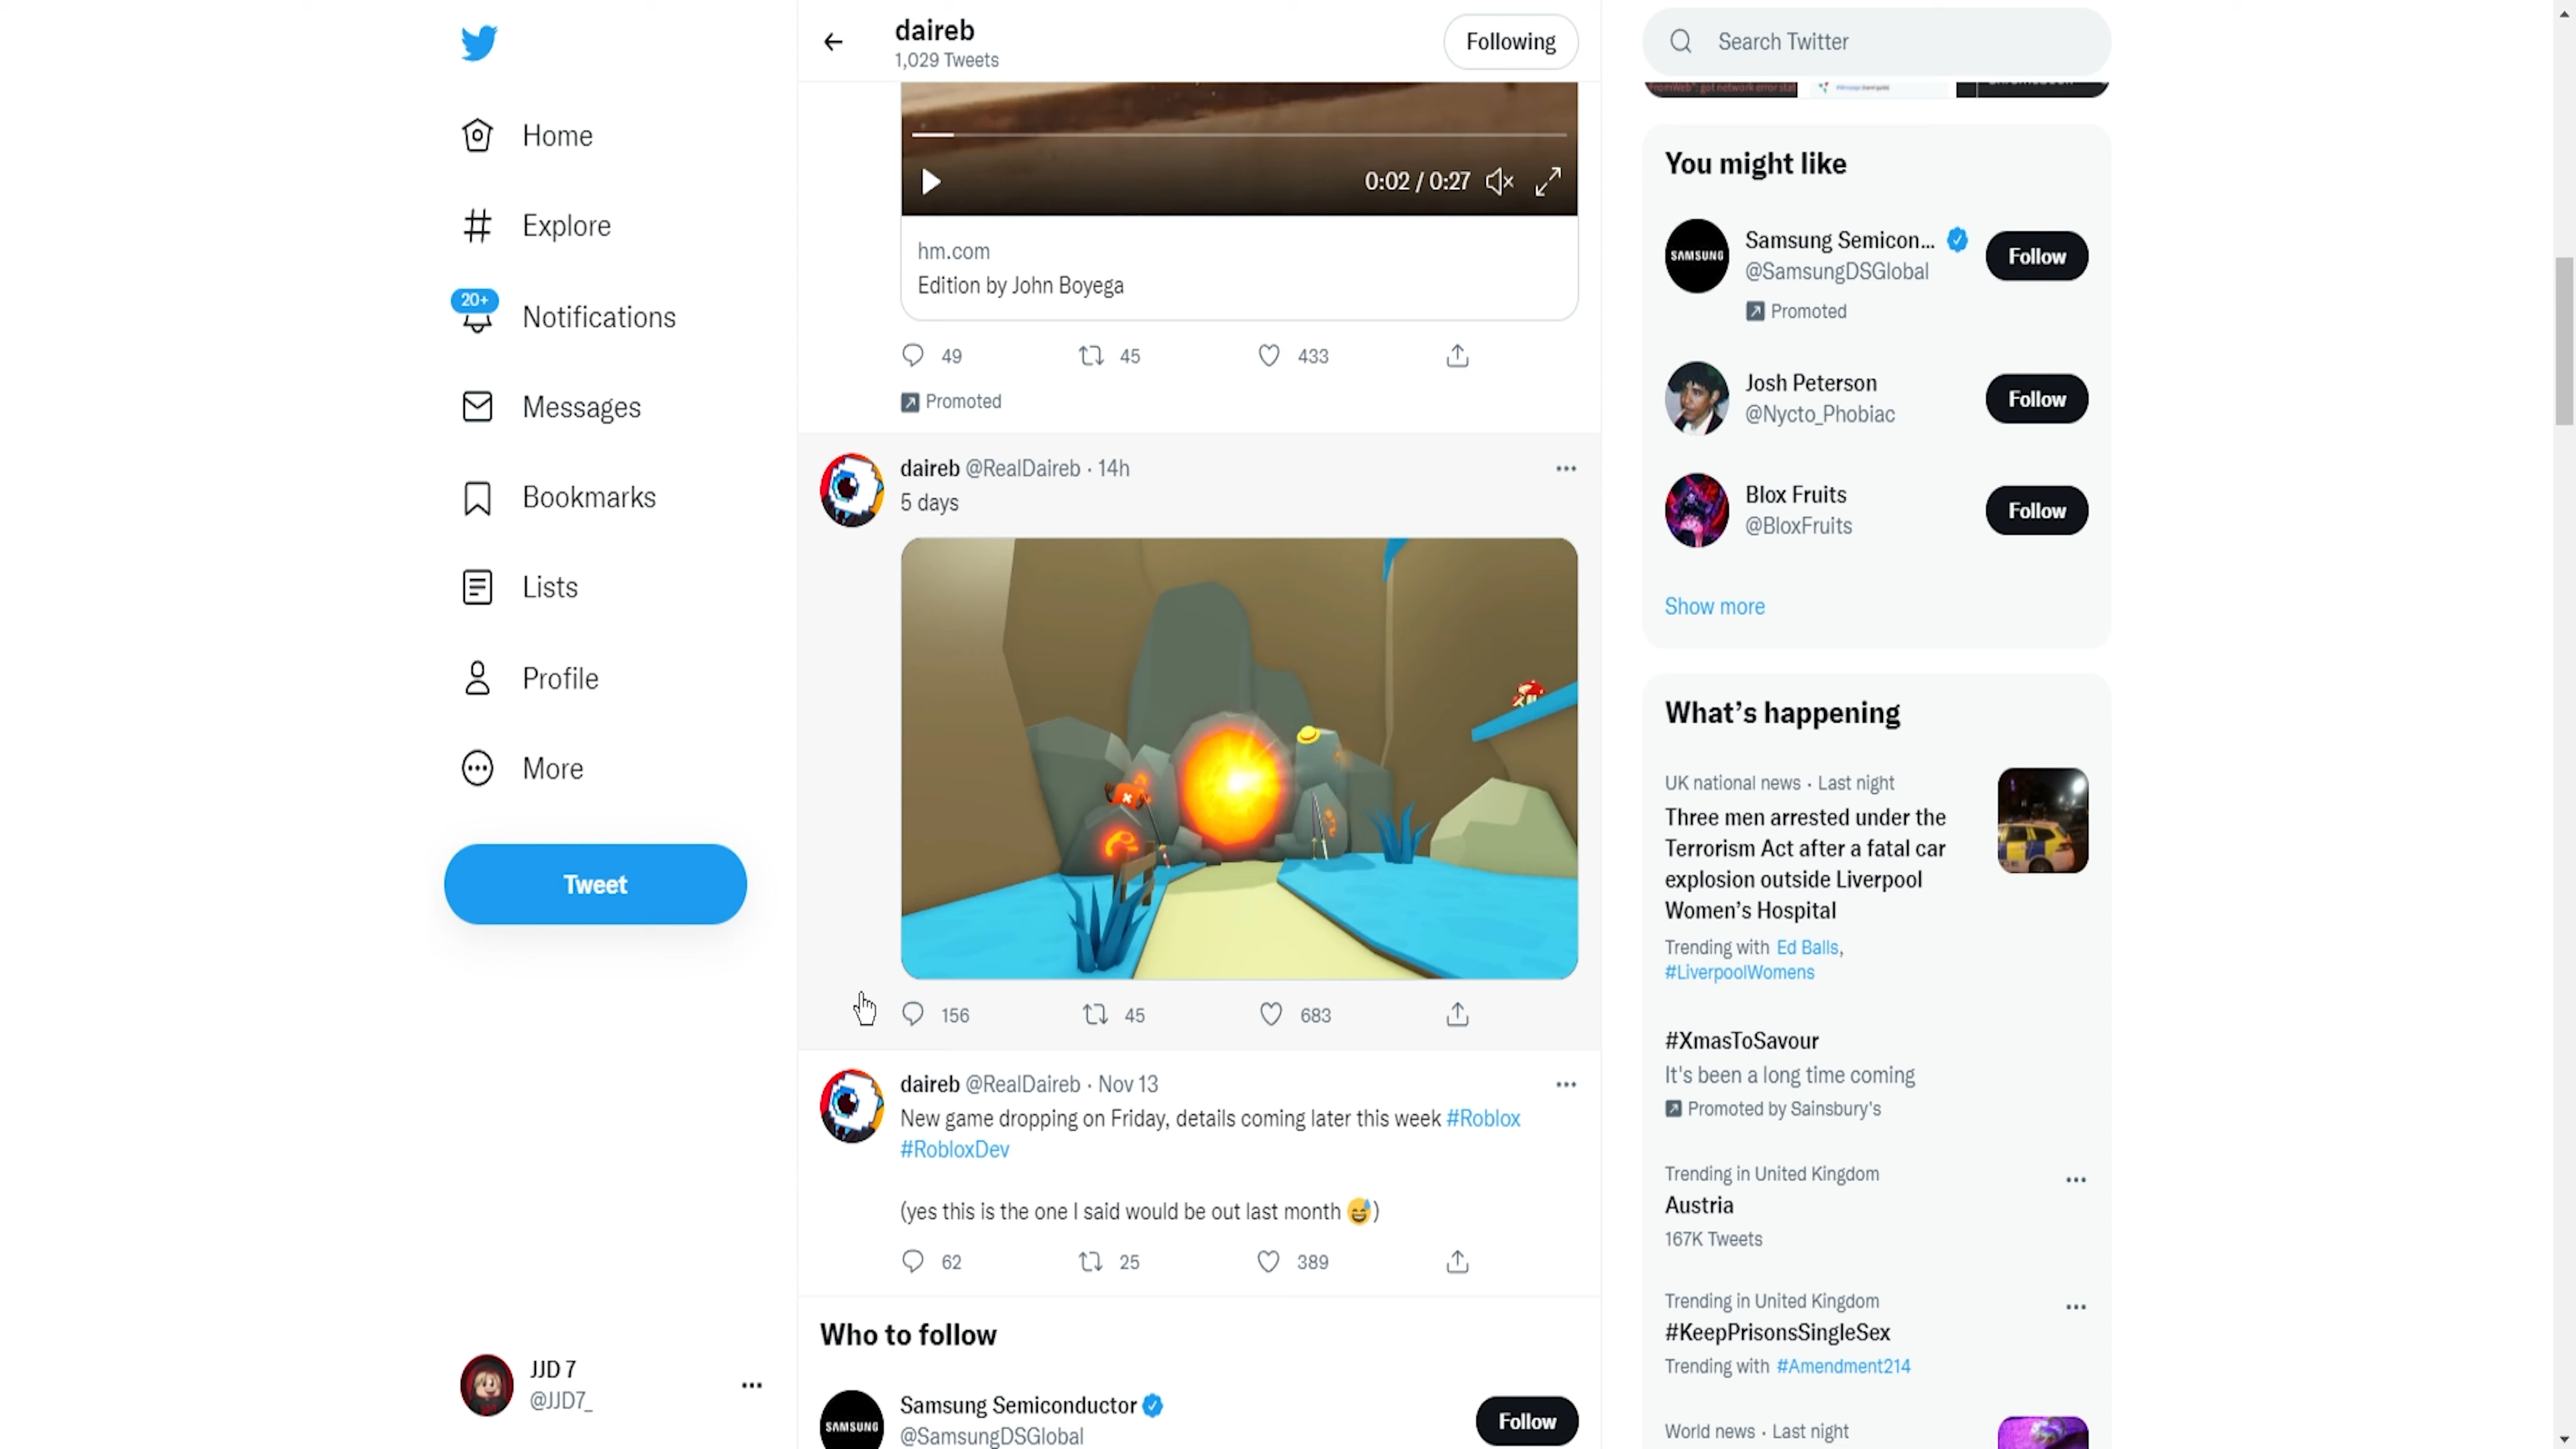 Home
Explore
20+
Notifications
Messages
Bookmarks
Lists
Profile
More
Tweet
JJD 7
@JJD7_
daireb
1,029 Tweets
Following
0:02 / 0:27
hm.com
Edition by John Boyega
49
45
433
Promoted
daireb @RealDaireb · 14h
5 days
156
45
683
daireb @RealDaireb · Nov 13
New game dropping on Friday, details coming later this week #Roblox
#RobloxDev
(yes this is the one I said would be out last month 😅)
62
25
389
Who to follow
SAMSUNG
Samsung Semiconductor
@SamsungDSGlobal
Follow
Search Twitter
You might like
SAMSUNG
Samsung Semicon...
@SamsungDSGlobal
Follow
Promoted
Josh Peterson
@Nycto_Phobiac
Follow
Blox Fruits
@BloxFruits
Follow
Show more
What's happening
UK national news · Last night
Three men arrested under the
Terrorism Act after a fatal car
explosion outside Liverpool
Women's Hospital
Trending with Ed Balls,
#LiverpoolWomens
#XmasToSavour
It's been a long time coming
Promoted by Sainsbury's
Trending in United Kingdom
Austria
167K Tweets
Trending in United Kingdom
#KeepPrisonsSingleSex
Trending with #Amendment214
World news · Last night